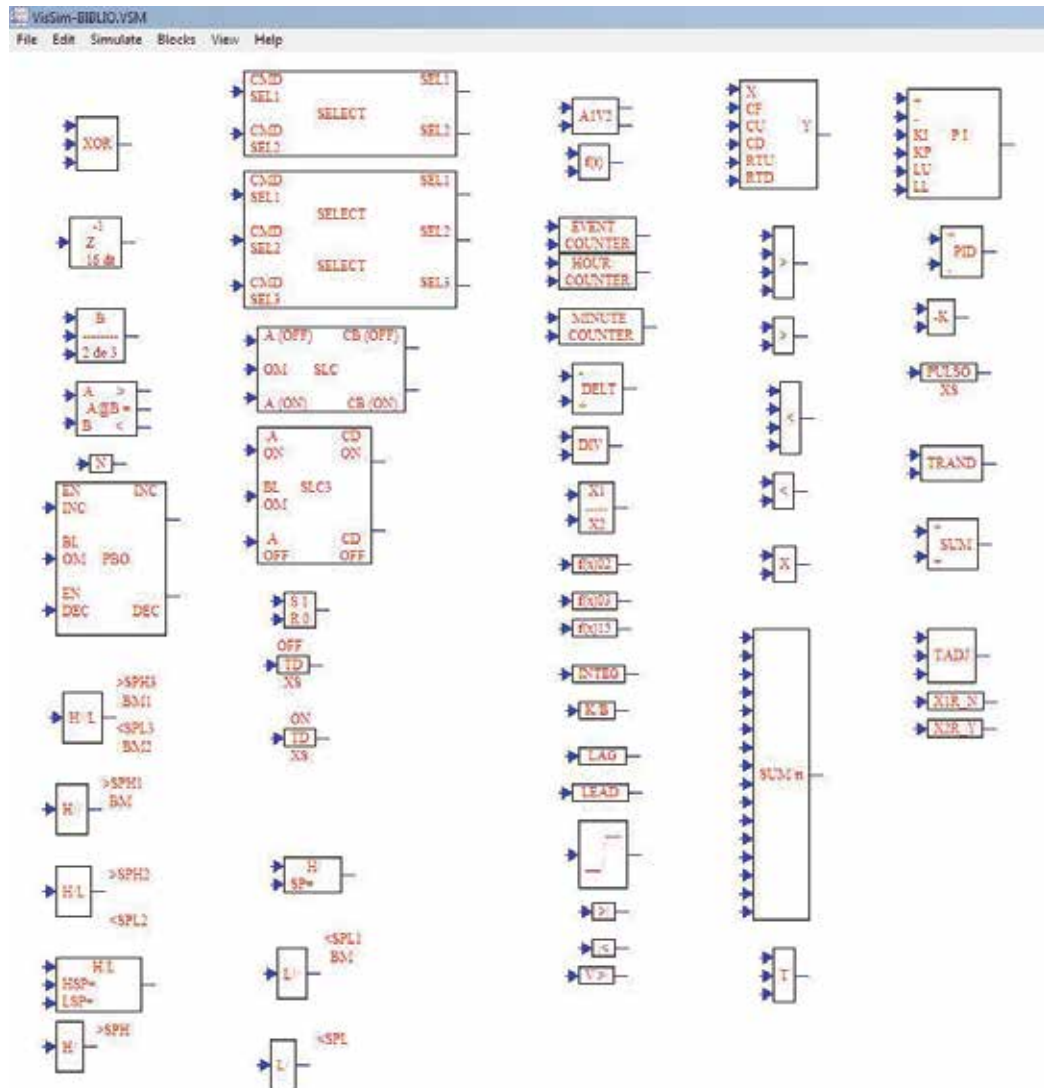 VisSim-BIBLIO.VSM
File Edit Simulate Blocks View Help
XOR
-1
Z
16 dt
B
--------
2 de 3
A >
B =
B <
N
EN INC
INC
BL
OM PBO
EN
DEC DEC
>SPH3
H/L BM1
<SPL3
BM2
>SPH1
H/ BM
>SPH2
H/L
<SPL2
H/L
HSP=
LSP=
>SPH
H/
CMD SEL1
SEL1
SELECT
CMD SEL2
SEL2
CMD SEL1
SEL1
SELECT
CMD SEL2
SEL2
SELECT
CMD SEL3
SEL3
A (OFF) CB (OFF)
OM SLC
A (ON) CB (ON)
A CD
ON ON
BL SLC3
OM
A CD
OFF OFF
S 1
R 0
OFF
TD
XS
ON
TD
XS
H/
SP=
<SPL1
L/ BM
<SPL
L/
A1V2
f(x)
EVENT
COUNTER
HOUR
COUNTER
MINUTE
COUNTER
DELT
DIV
X1
-----
X2
f(x)02
f(x)03
f(x)15
INTEG
K B
LAG
LEAD
>
<
V>
X
CF
CU Y
CD
RTU
RTD
>
>
<
<
X
SUM n
T
-
KI P I
KP
LU
LL
PID
-K
PULSO
XS
TRAND
SUM
TADJ
X1R_N
X2R_Y